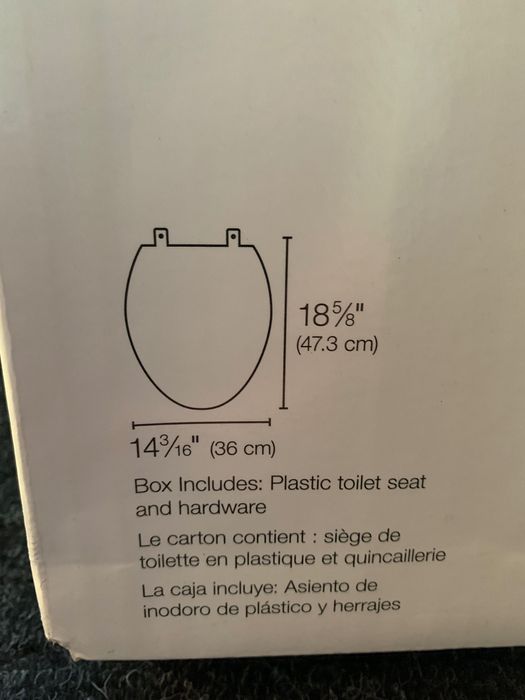 18⅝"
(47.3 cm)
14³⁄₁₆" (36 cm)
Box Includes: Plastic toilet seat
and hardware
Le carton contient : siège de
toilette en plastique et quincaillerie
La caja incluye: Asiento de
inodoro de plástico y herrajes